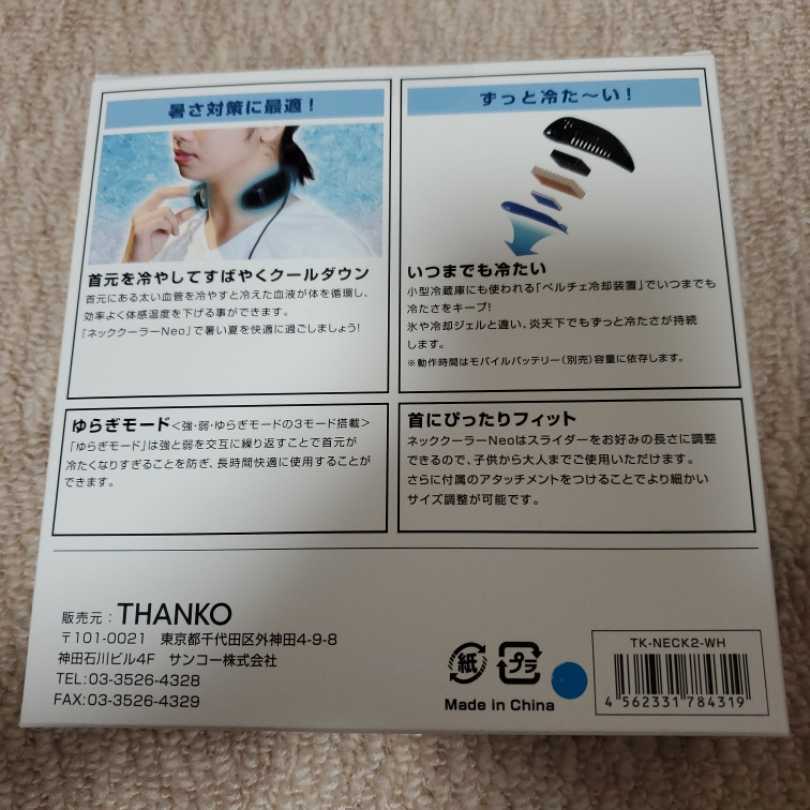 暑さ対策に最適！
首元を冷やしてすばやくクールダウン
首元にある太い血管を冷やすと冷えた血液が体を循環し、
効率よく体感温度を下げる事ができます。
「ネッククーラーNeo」で暑い夏を快適に過ごしましょう！
ずっと冷た〜い！
いつまでも冷たい
小型冷蔵庫にも使われる「ペルチェ冷却装置」でいつまでも
冷たさをキープ！
氷や冷却ジェルと違い、炎天下でもずっと冷たさが持続
します。
※動作時間はモバイルバッテリー（別売）容量に依存します。
ゆらぎモード＜強・弱・ゆらぎモードの3モード搭載＞
「ゆらぎモード」は強と弱を交互に繰り返すことで首元が
冷たくなりすぎることを防ぎ、長時間快適に使用することが
できます。
首にぴったりフィット
ネッククーラーNeoはスライダーをお好みの長さに調整
できるので、子供から大人までご使用いただけます。
さらに付属のアタッチメントをつけることでより細かい
サイズ調整が可能です。
販売元：THANKO
〒101-0021 東京都千代田区外神田4-9-8
神田石川ビル4F サンコー株式会社
TEL:03-3526-4328
FAX:03-3526-4329
紙
プラ
Made in China
TK-NECK2-WH
4 562331 784319